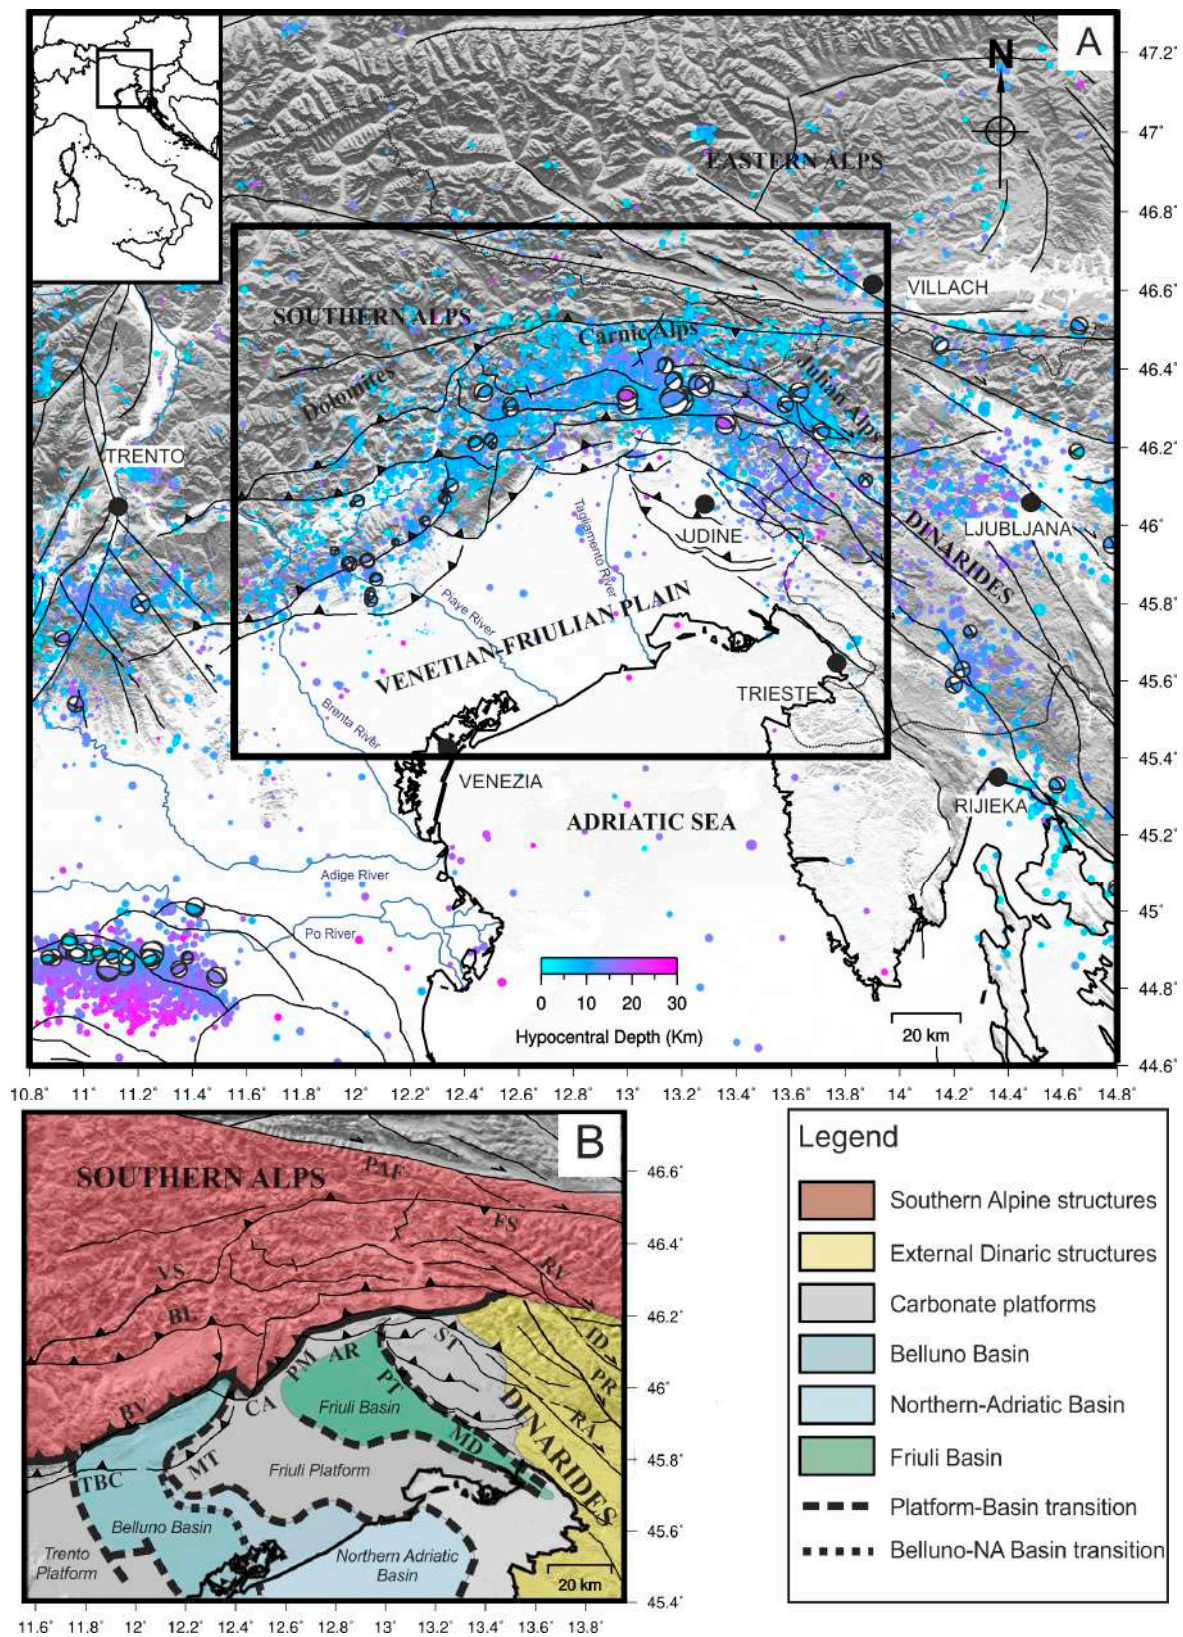 A
N
EASTERN ALPS
VILLACH
SOUTHERN ALPS
Carnic Alps
Dolomites
Julian Alps
TRENTO
UDINE
LJUBLJANA
DINARIDES
Tagliamento River
Piave River
VENETIAN-FRIULIAN PLAIN
Brenta River
TRIESTE
VENEZIA
RIJIEKA
ADRIATIC SEA
Adige River
Po River
0 10 20 30
Hypocentral Depth (Km)
20 km
47.2°
47°
46.8°
46.6°
46.4°
46.2°
46°
45.8°
45.6°
45.4°
45.2°
45°
44.8°
44.6°
10.8° 11° 11.2° 11.4° 11.6° 11.8° 12° 12.2° 12.4° 12.6° 12.8° 13° 13.2° 13.4° 13.6° 13.8° 14° 14.2° 14.4° 14.6° 14.8°
B
SOUTHERN ALPS
PAF
FS
VS
RV
BL
ID
ST
PR
AR
PM
PT
BV
CA
RA
Friuli Basin
MD
DINARIDES
MT
Friuli Platform
TBC
Belluno Basin
Trento
Platform
Northern Adriatic
Basin
20 km
46.6°
46.4°
46.2°
46°
45.8°
45.6°
45.4°
11.6° 11.8° 12° 12.2° 12.4° 12.6° 12.8° 13° 13.2° 13.4° 13.6° 13.8°
Legend
Southern Alpine structures
External Dinaric structures
Carbonate platforms
Belluno Basin
Northern-Adriatic Basin
Friuli Basin
Platform-Basin transition
Belluno-NA Basin transition